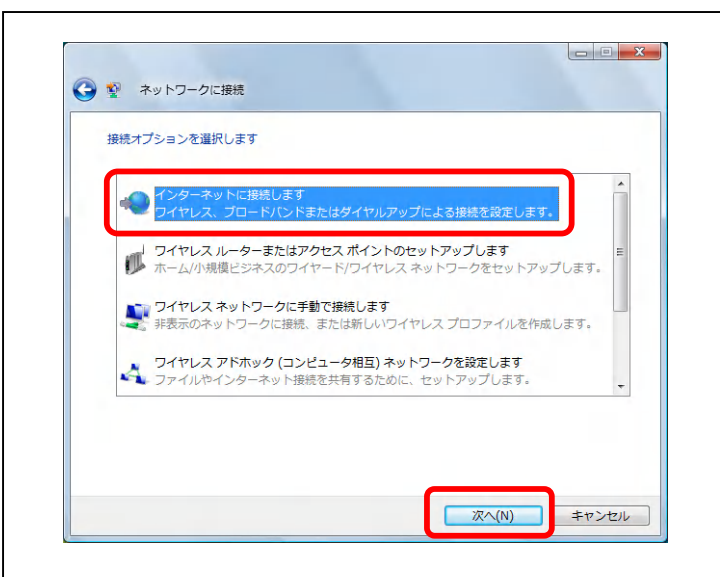 ネットワークに接続
接続オプションを選択します
インターネットに接続します
ワイヤレス、ブロードバンドまたはダイヤルアップによる接続を設定します。
ワイヤレス ルーターまたはアクセス ポイントのセットアップします
ホーム/小規模ビジネスのワイヤード/ワイヤレス ネットワークをセットアップします。
ワイヤレス ネットワークに手動で接続します
非表示のネットワークに接続、または新しいワイヤレス プロファイルを作成します。
ワイヤレス アドホック (コンピュータ相互) ネットワークを設定します
ファイルやインターネット接続を共有するために、セットアップします。
次へ(N)
キャンセル